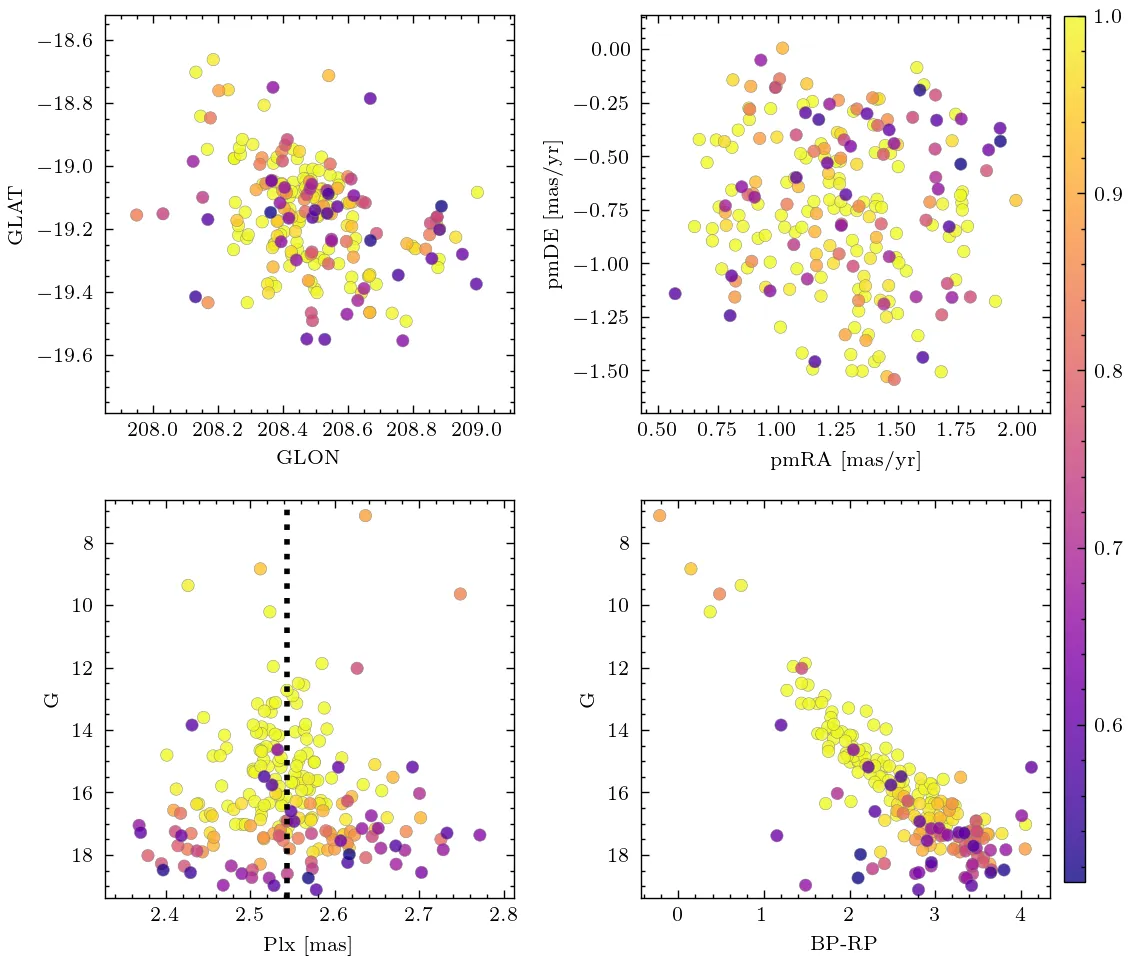 −18.6
−18.8
−19.0
−19.2
−19.4
−19.6
GLAT
208.0 208.2 208.4 208.6 208.8 209.0
GLON
0.00
−0.25
−0.50
−0.75
−1.00
−1.25
−1.50
pmDE [mas/yr]
0.50 0.75 1.00 1.25 1.50 1.75 2.00
pmRA [mas/yr]
1.0
0.9
0.8
0.7
0.6
8
10
12
14
16
18
G
2.4 2.5 2.6 2.7 2.8
Plx [mas]
8
10
12
14
16
18
G
0 1 2 3 4
BP-RP